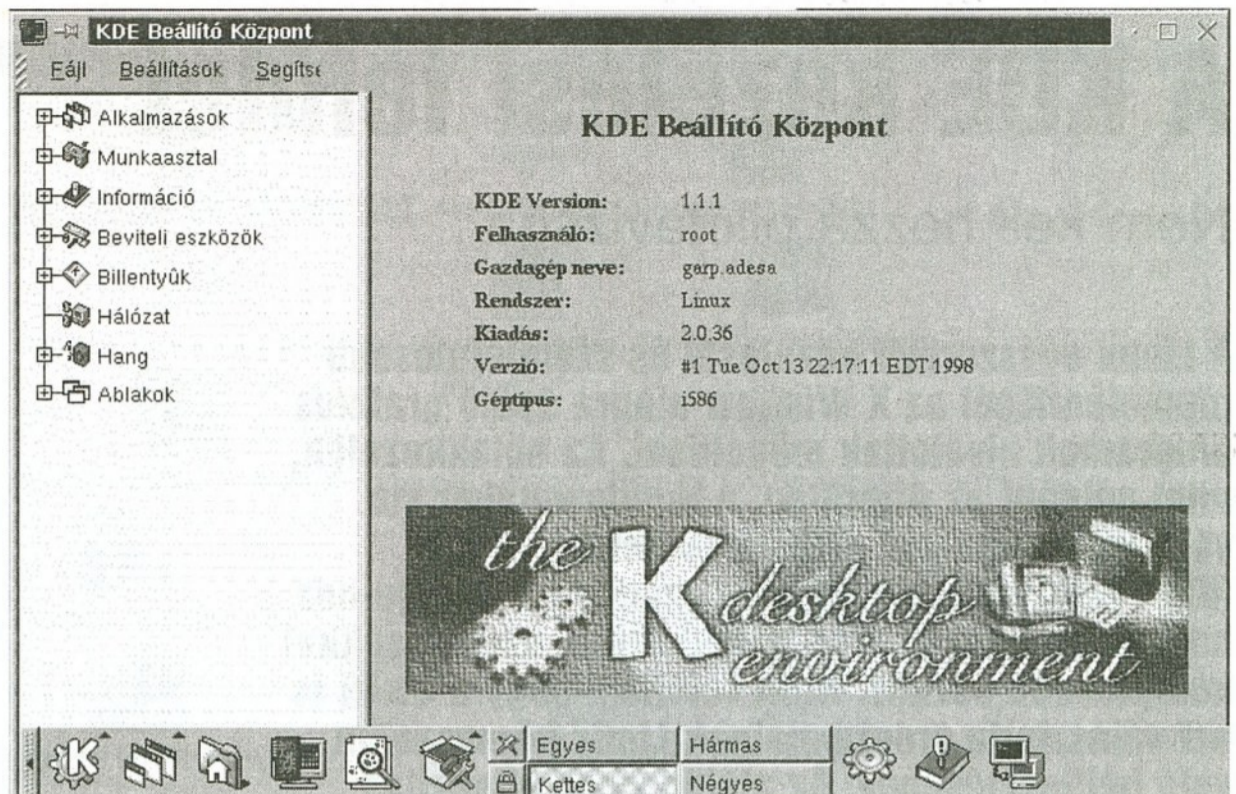 KDE Beállító Központ
Fájl Beállítások Segítsé
Alkalmazások
Munkaasztal
Információ
Beviteli eszközök
Billentyûk
Hálózat
Hang
Ablakok
KDE Beállító Központ
KDE Version: 1.1.1
Felhasználó: root
Gazdagép neve: garp.adesa
Rendszer: Linux
Kiadás: 2.0.36
Verzió: #1 Tue Oct 13 22:17:11 EDT 1998
Géptípus: i586
the K desktop environment
K
Egyes Hármas
Kettes Négyes